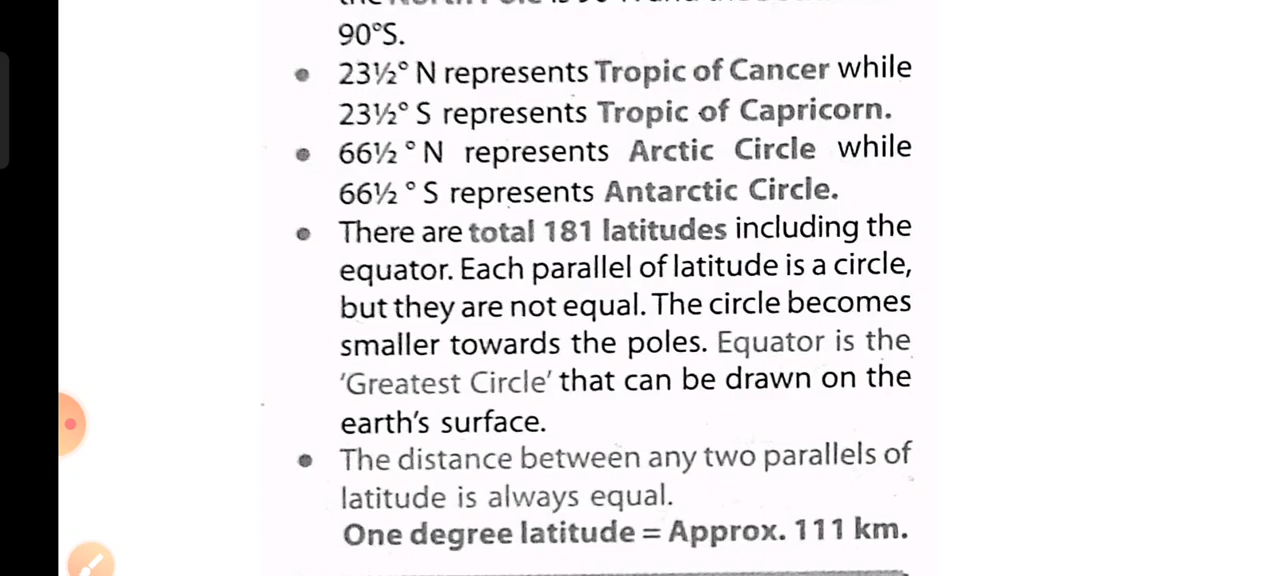 90°S.
23½° N represents Tropic of Cancer while
23½° S represents Tropic of Capricorn.
66½ ° N represents Arctic Circle while
66½ ° S represents Antarctic Circle.
There are total 181 latitudes including the
equator. Each parallel of latitude is a circle,
but they are not equal. The circle becomes
smaller towards the poles. Equator is the
‘Greatest Circle’ that can be drawn on the
earth’s surface.
The distance between any two parallels of
latitude is always equal.
One degree latitude = Approx. 111 km.